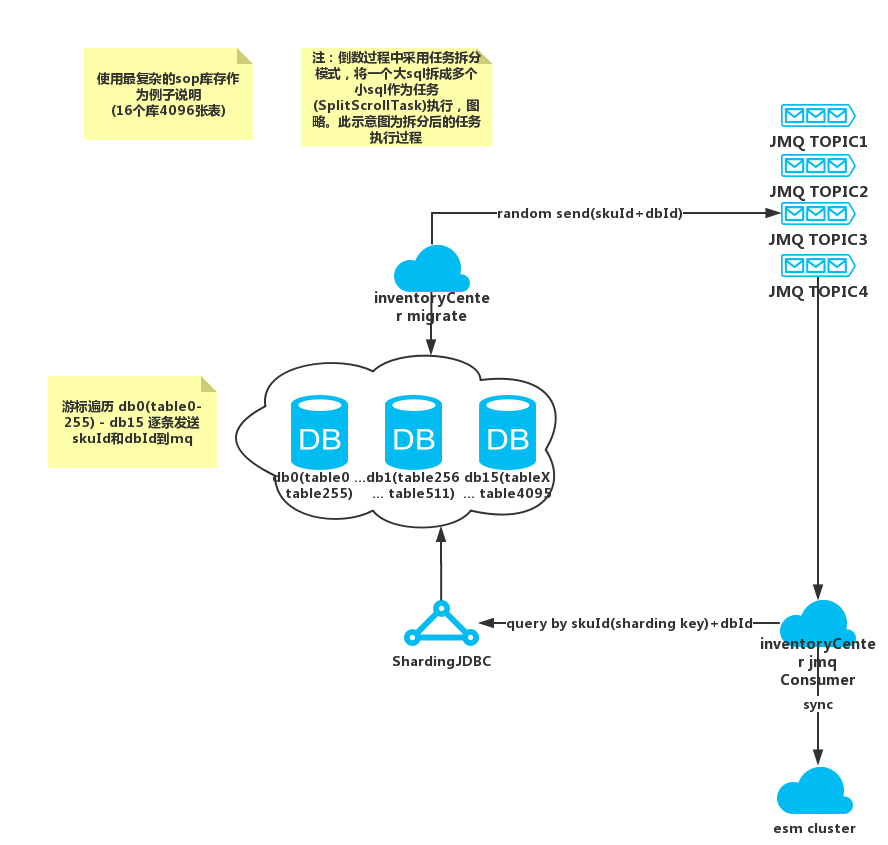 使用最复杂的sop库存作
为例子说明
(16个库4096张表)
注：倒数过程中采用任务拆分
模式，将一个大sql拆成多个
小sql作为任务
(SplitScrollTask)执行，图
略。此示意图为拆分后的任务
执行过程
JMQ TOPIC1
JMQ TOPIC2
random send(skuId+dbId)
JMQ TOPIC3
JMQ TOPIC4
inventoryCente
r migrate
游标遍历 db0(table0-
255) - db15 逐条发送
skuId和dbId到mq
DB
DB
DB
db0(table0 ...
table255)
db1(table256
... table511)
db15(tableX
... table4095
query by skuId(sharding key)+dbId
ShardingJDBC
inventoryCente
r jmq
Consumer
sync
esm cluster